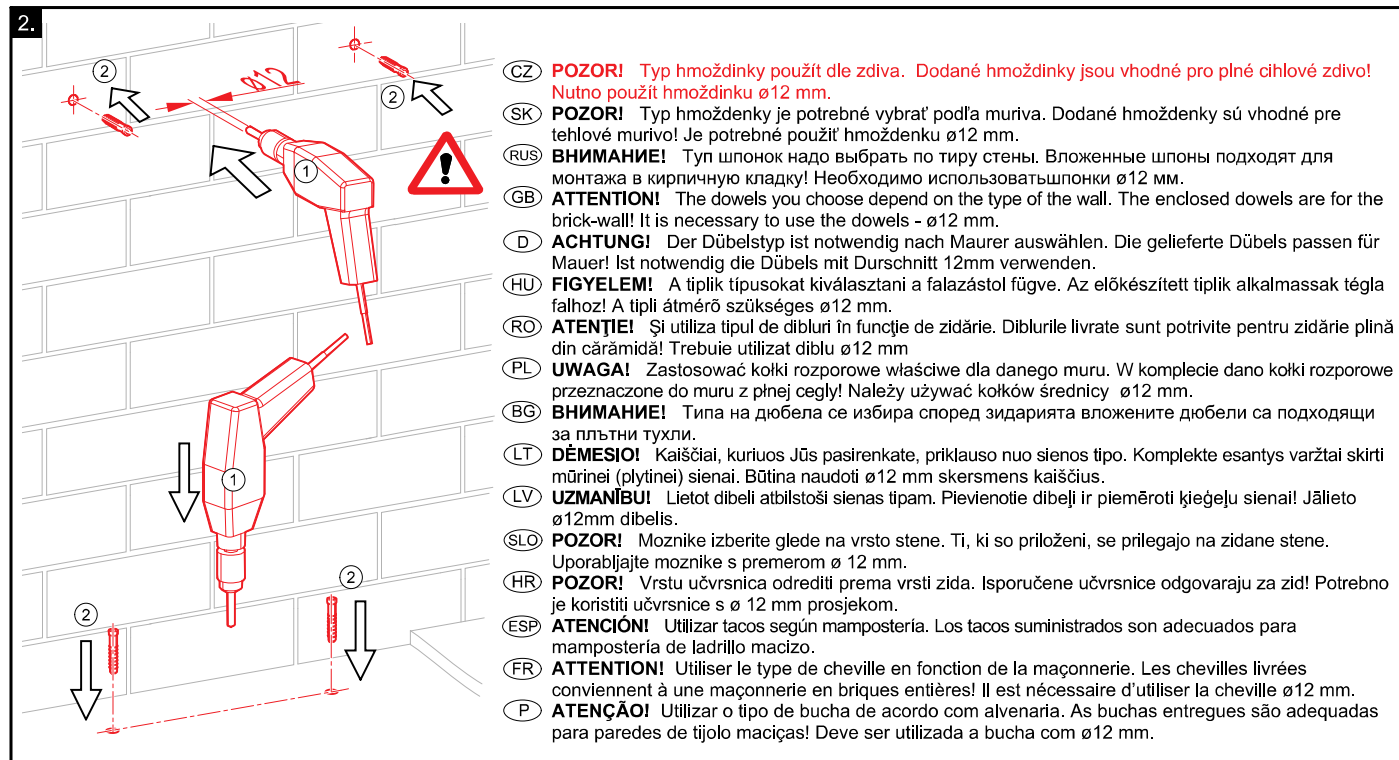 2.
2
ø12
2
1
1
2
2
CZ POZOR! Typ hmoždinky použít dle zdiva. Dodané hmoždinky jsou vhodné pro plné cihlové zdivo!
Nutno použít hmoždinku ø12 mm.
SK POZOR! Typ hmoždenky je potrebné vybrať podľa muriva. Dodané hmoždenky sú vhodné pre
tehlové murivo! Je potrebné použiť hmoždenku ø12 mm.
RUS ВНИМАНИЕ! Туп шпонок надо выбрать по тиру стены. Вложенные шпоны подходят для
монтажа в кирпичную кладку! Необходимо использоватьшпонки ø12 мм.
GB ATTENTION! The dowels you choose depend on the type of the wall. The enclosed dowels are for the
brick-wall! It is necessary to use the dowels - ø12 mm.
D ACHTUNG! Der Dübelstyp ist notwendig nach Maurer auswählen. Die gelieferte Dübels passen für
Mauer! Ist notwendig die Dübels mit Durschnitt 12mm verwenden.
HU FIGYELEM! A tiplik típusokat kiválasztani a falazástol fügve. Az előkészített tiplik alkalmassak tégla
falhoz! A tipli átmérő szükséges ø12 mm.
RO ATENŢIE! Şi utiliza tipul de dibluri în funcţie de zidărie. Diblurile livrate sunt potrivite pentru zidărie plină
din cărămidă! Trebuie utilizat diblu ø12 mm
PL UWAGA! Zastosować kołki rozporowe właściwe dla danego muru. W komplecie dano kołki rozporowe
przeznaczone do muru z płnej cegly! Należy używać kołków średnicy ø12 mm.
BG ВНИМАНИЕ! Типа на дюбела се избира според зидарията вложените дюбели са подходящи
за плътни тухли.
LT DĖMESIO! Kaiščiai, kuriuos Jūs pasirenkate, priklauso nuo sienos tipo. Komplekte esantys varžtai skirti
mūrinei (plytinei) sienai. Būtina naudoti ø12 mm skersmens kaiščius.
LV UZMANĪBU! Lietot dibeli atbilstoši sienas tipam. Pievienotie dibeļi ir piemēroti ķieģeļu sienai! Jālieto
ø12mm dibelis.
SLO POZOR! Moznike izberite glede na vrsto stene. Ti, ki so priloženi, se prilegajo na zidane stene.
Uporabljajte moznike s premerom ø 12 mm.
HR POZOR! Vrstu učvrsnica odrediti prema vrsti zida. Isporučene učvrsnice odgovaraju za zid! Potrebno
je koristiti učvrsnice s ø 12 mm prosjekom.
ESP ATENCIÓN! Utilizar tacos según mampostería. Los tacos suministrados son adecuados para
mampostería de ladrillo macizo.
FR ATTENTION! Utiliser le type de cheville en fonction de la maçonnerie. Les chevilles livrées
conviennent à une maçonnerie en briques entières! Il est nécessaire d'utiliser la cheville ø12 mm.
P ATENÇÃO! Utilizar o tipo de bucha de acordo com alvenaria. As buchas entregues são adequadas
para paredes de tijolo maciças! Deve ser utilizada a bucha com ø12 mm.